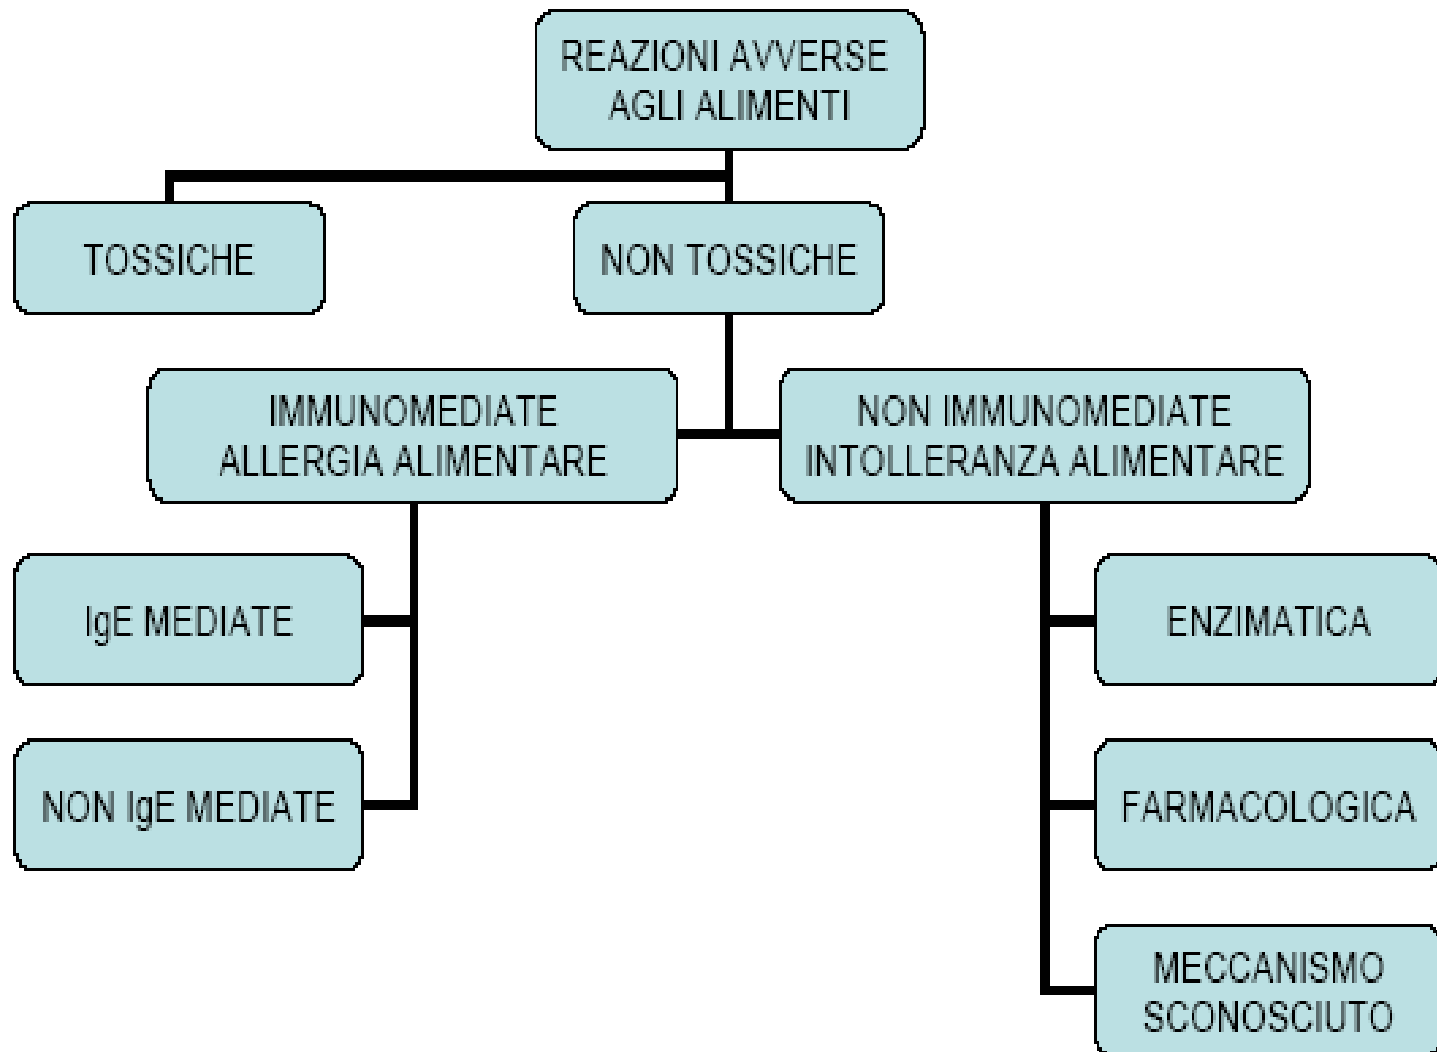 REAZIONI AVVERSE
AGLI ALIMENTI
TOSSICHE
NON TOSSICHE
IMMUNOMEDIATE
ALLERGIA ALIMENTARE
NON IMMUNOMEDIATE
INTOLLERANZA ALIMENTARE
IgE MEDIATE
ENZIMATICA
NON IgE MEDIATE
FARMACOLOGICA
MECCANISMO
SCONOSCIUTO